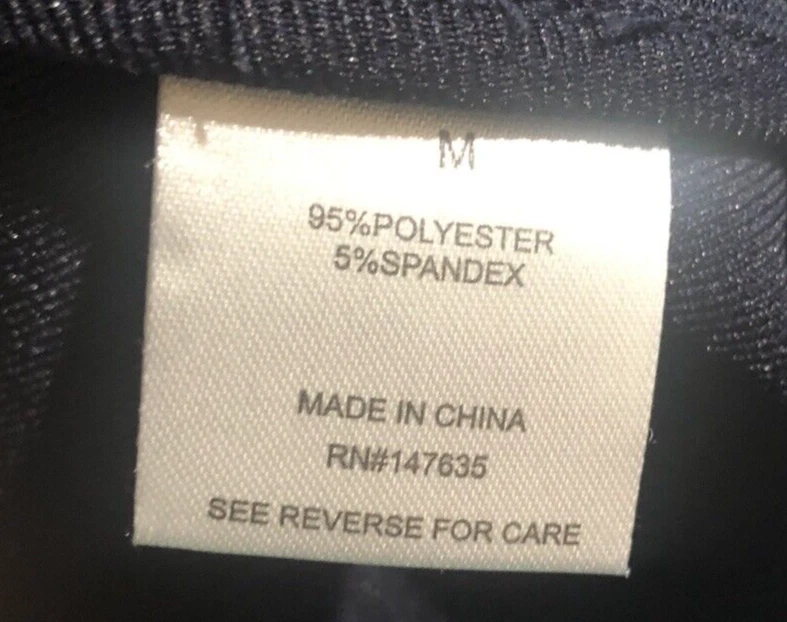 M
95%POLYESTER
5%SPANDEX
MADE IN CHINA
RN#147635
SEE REVERSE FOR CARE